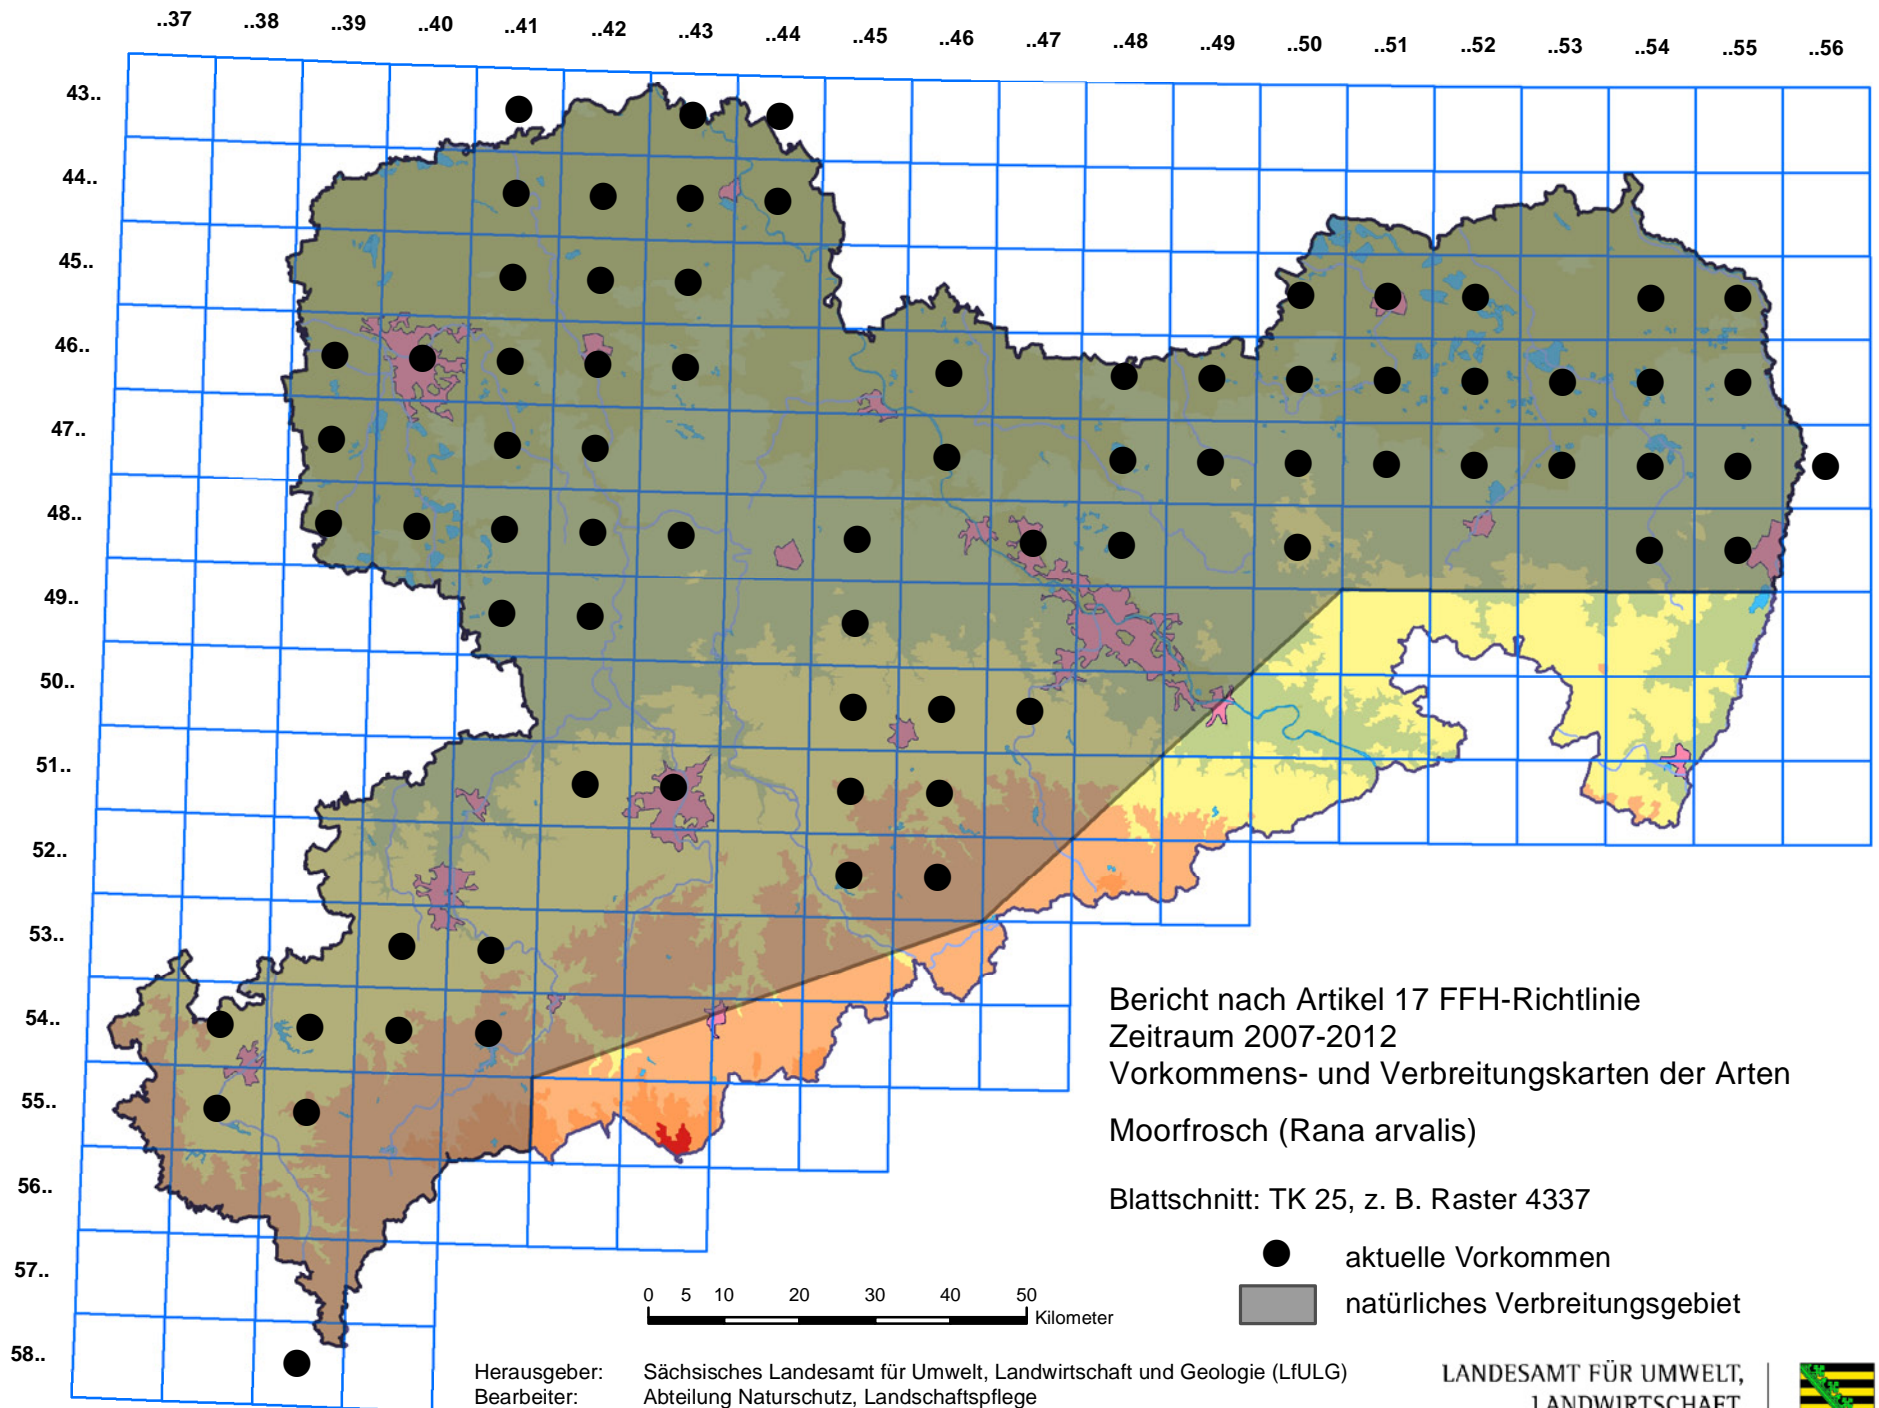 ..37 ..38 ..39 ..40 ..41 ..42 ..43 ..44 ..45 ..46 ..47 ..48 ..49 ..50 ..51 ..52 ..53 ..54 ..55 ..56
43..
44..
45..
46..
47..
48..
49..
50..
51..
52..
53..
54..
55..
56..
57..
58..
Bericht nach Artikel 17 FFH-Richtlinie
Zeitraum 2007-2012
Vorkommens- und Verbreitungskarten der Arten
Moorfrosch (Rana arvalis)
Blattschnitt: TK 25, z. B. Raster 4337
aktuelle Vorkommen
natürliches Verbreitungsgebiet
0 5 10 20 30 40 50
Kilometer
Herausgeber: Sächsisches Landesamt für Umwelt, Landwirtschaft und Geologie (LfULG)
Bearbeiter: Abteilung Naturschutz, Landschaftspflege
LANDESAMT FÜR UMWELT,
LANDWIRTSCHAFT